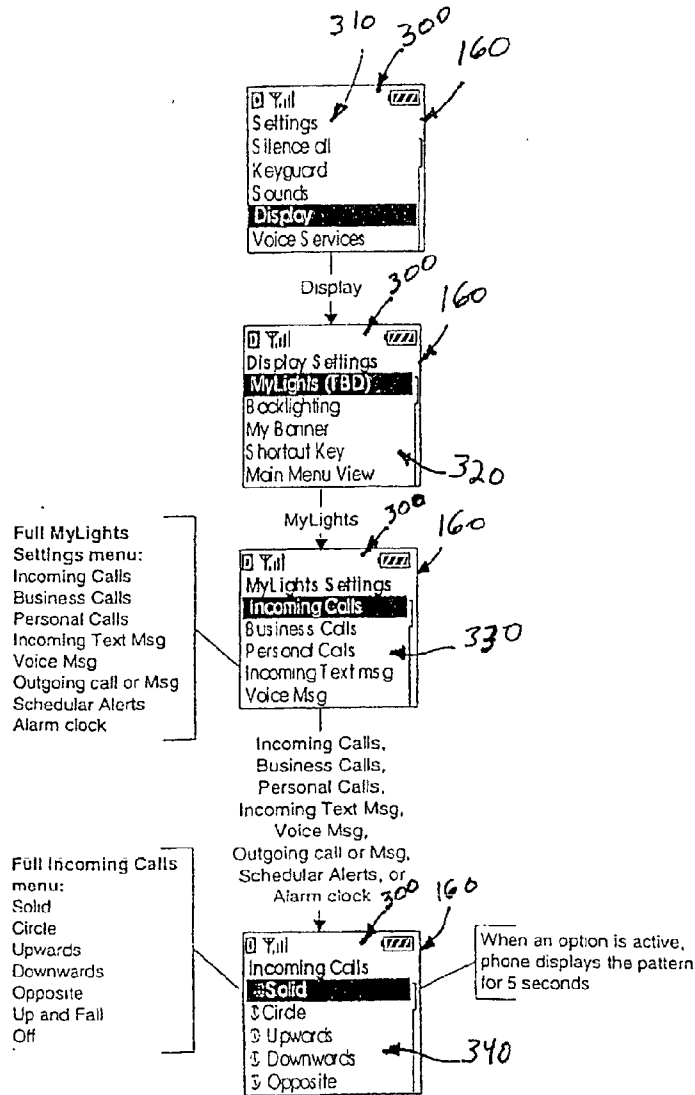 310
300
160
Settings
Silence all
Keyguard
Sounds
Display
Voice Services
Display
300
160
Display Settings
MyLights (TBD)
Backlighting
My Banner
Shortcut Key
Main Menu View
320
MyLights
300
160
Full MyLights
Settings menu:
Incoming Calls
Business Calls
Personal Calls
Incoming Text Msg
Voice Msg
Outgoing call or Msg
Schedular Alerts
Alarm clock
MyLights Settings
Incoming Calls
Business Calls
Personal Calls
Incoming Text msg
Voice Msg
330
Incoming Calls,
Business Calls,
Personal Calls,
Incoming Text Msg,
Voice Msg,
Outgoing call or Msg,
Schedular Alerts, or
Alarm clock
300
160
Full Incoming Calls
menu:
Solid
Circle
Upwards
Downwards
Opposite
Up and Fall
Off
Incoming Calls
Solid
Circle
Upwards
Downwards
Opposite
340
When an option is active,
phone displays the pattern
for 5 seconds